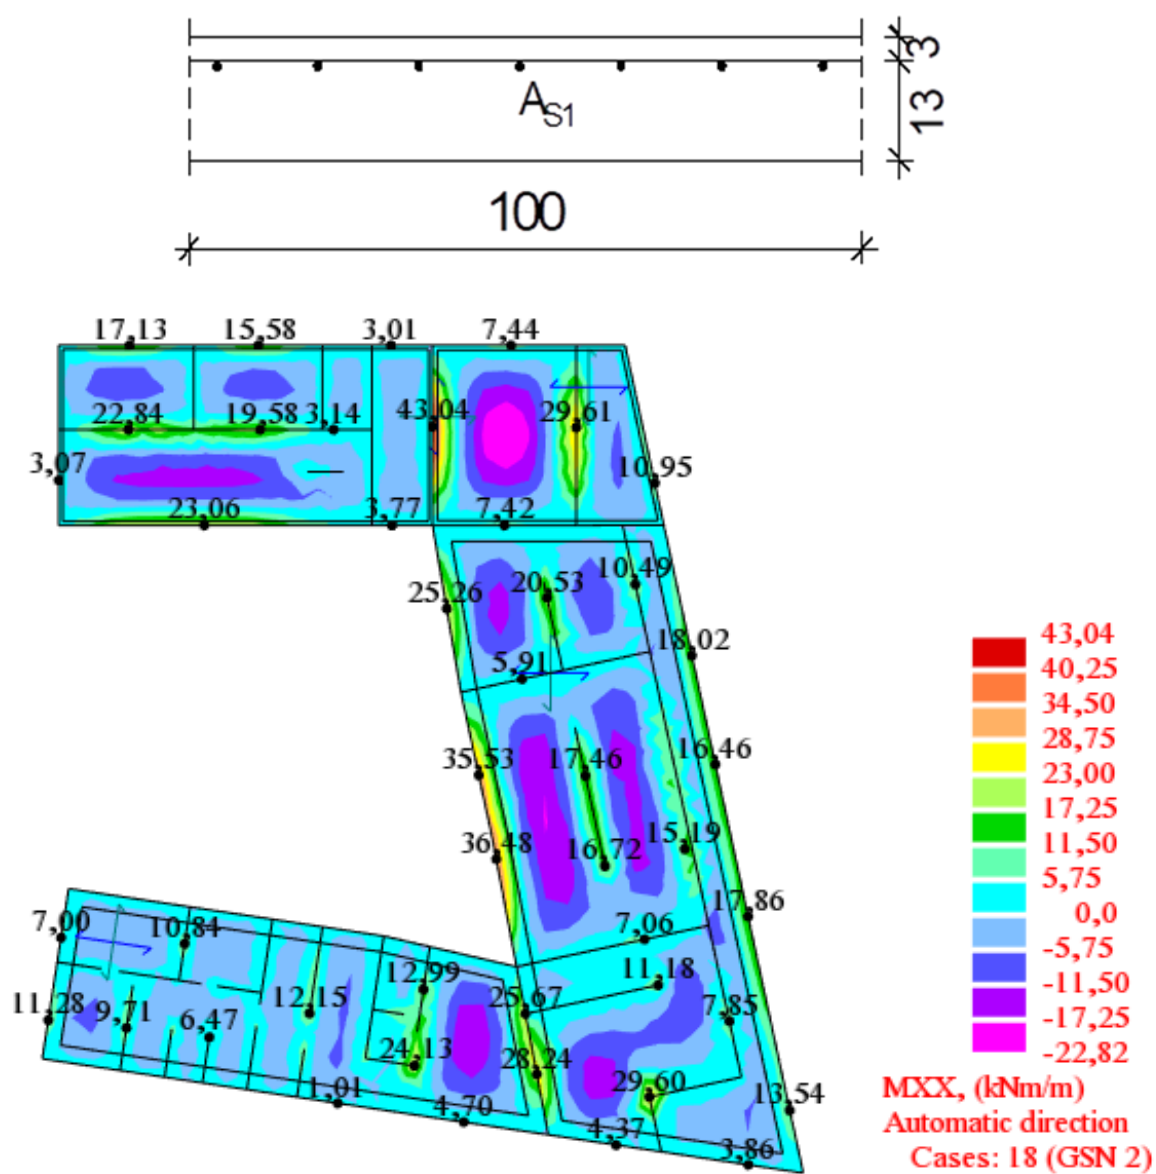 3
A_S1
13
100
17,13 15,58 3,01 7,44
22,84 19,58 3,14 43,04 29,61
3,07 10,95
23,06 3,77 7,42
25,26 20,53 10,49
18,02
5,91
35,53 17,46 16,46
36,48 16,72 15,19
17,86
7,00 10,84 7,06
12,99 11,18
11,28 9,71 6,47 12,15 25,67 7,85
24,13 28,24 29,60
1,01 4,70 13,54
4,37 3,86
43,04
40,25
34,50
28,75
23,00
17,25
11,50
5,75
0,0
-5,75
-11,50
-17,25
-22,82
MXX, (kNm/m)
Automatic direction
Cases: 18 (GSN 2)